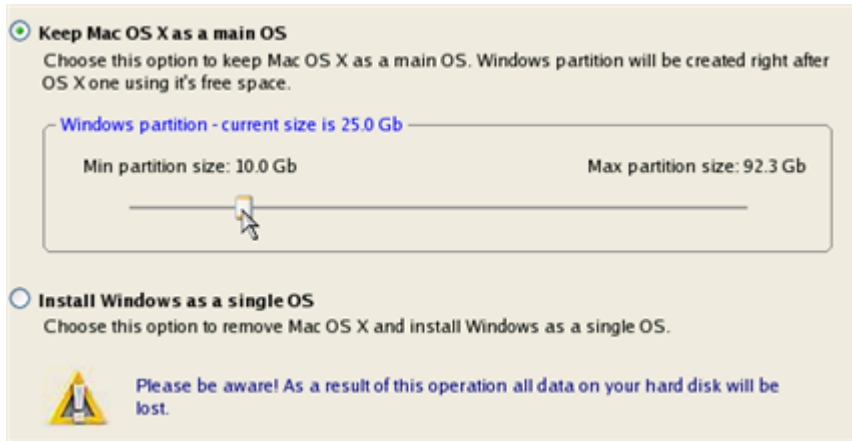 Keep Mac OS X as a main OS
Choose this option to keep Mac OS X as a main OS. Windows partition will be created right after
OS X one using it's free space.
Windows partition - current size is 25.0 Gb
Min partition size: 10.0 Gb
Max partition size: 92.3 Gb
Install Windows as a single OS
Choose this option to remove Mac OS X and install Windows as a single OS.
Please be aware! As a result of this operation all data on your hard disk will be
lost.